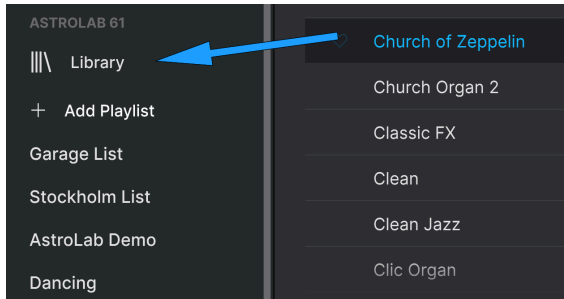 ASTROLAB 61
Library
Add Playlist
Garage List
Stockholm List
AstroLab Demo
Dancing
Church of Zeppelin
Church Organ 2
Classic FX
Clean
Clean Jazz
Clic Organ